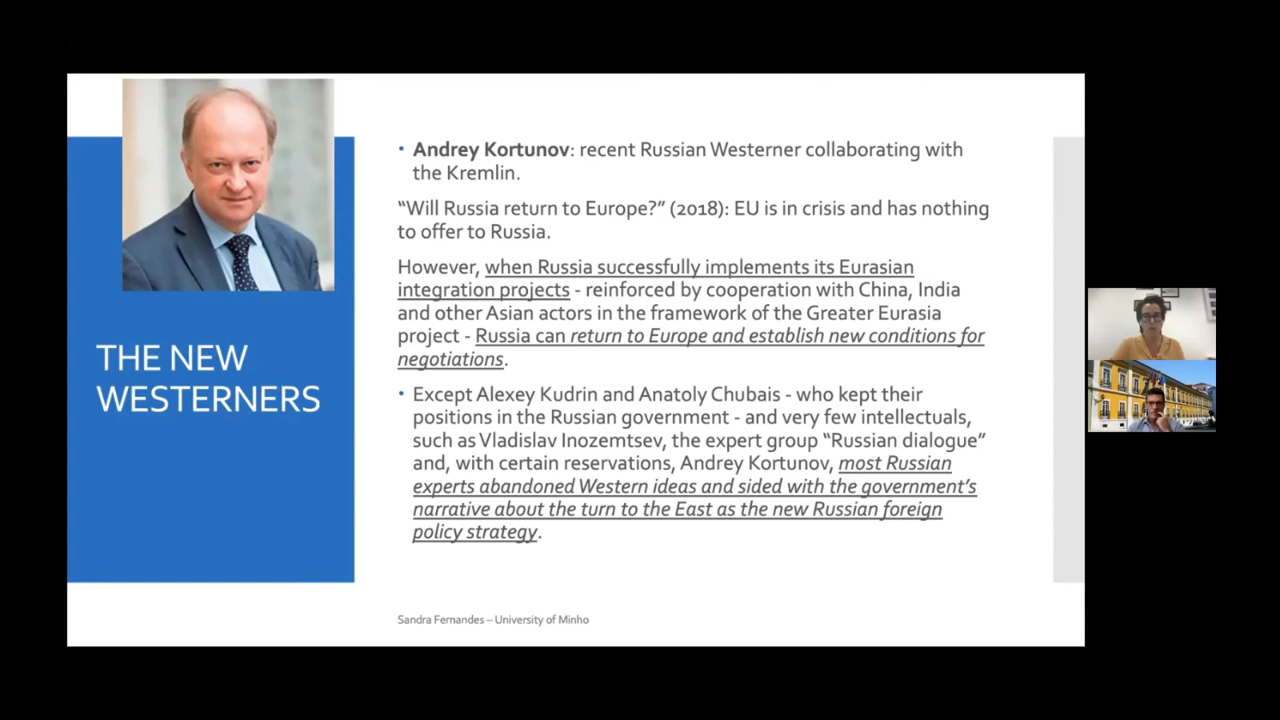 THE NEW
WESTERNERS
• Andrey Kortunov: recent Russian Westerner collaborating with
the Kremlin.
“Will Russia return to Europe?” (2018): EU is in crisis and has nothing
to offer to Russia.
However, when Russia successfully implements its Eurasian
integration projects - reinforced by cooperation with China, India
and other Asian actors in the framework of the Greater Eurasia
project - Russia can return to Europe and establish new conditions for
negotiations.
• Except Alexey Kudrin and Anatoly Chubais - who kept their
positions in the Russian government - and very few intellectuals,
such as Vladislav Inozemtsev, the expert group “Russian dialogue”
and, with certain reservations, Andrey Kortunov, most Russian
experts abandoned Western ideas and sided with the government’s
narrative about the turn to the East as the new Russian foreign
policy strategy.
Sandra Fernandes – University of Minho